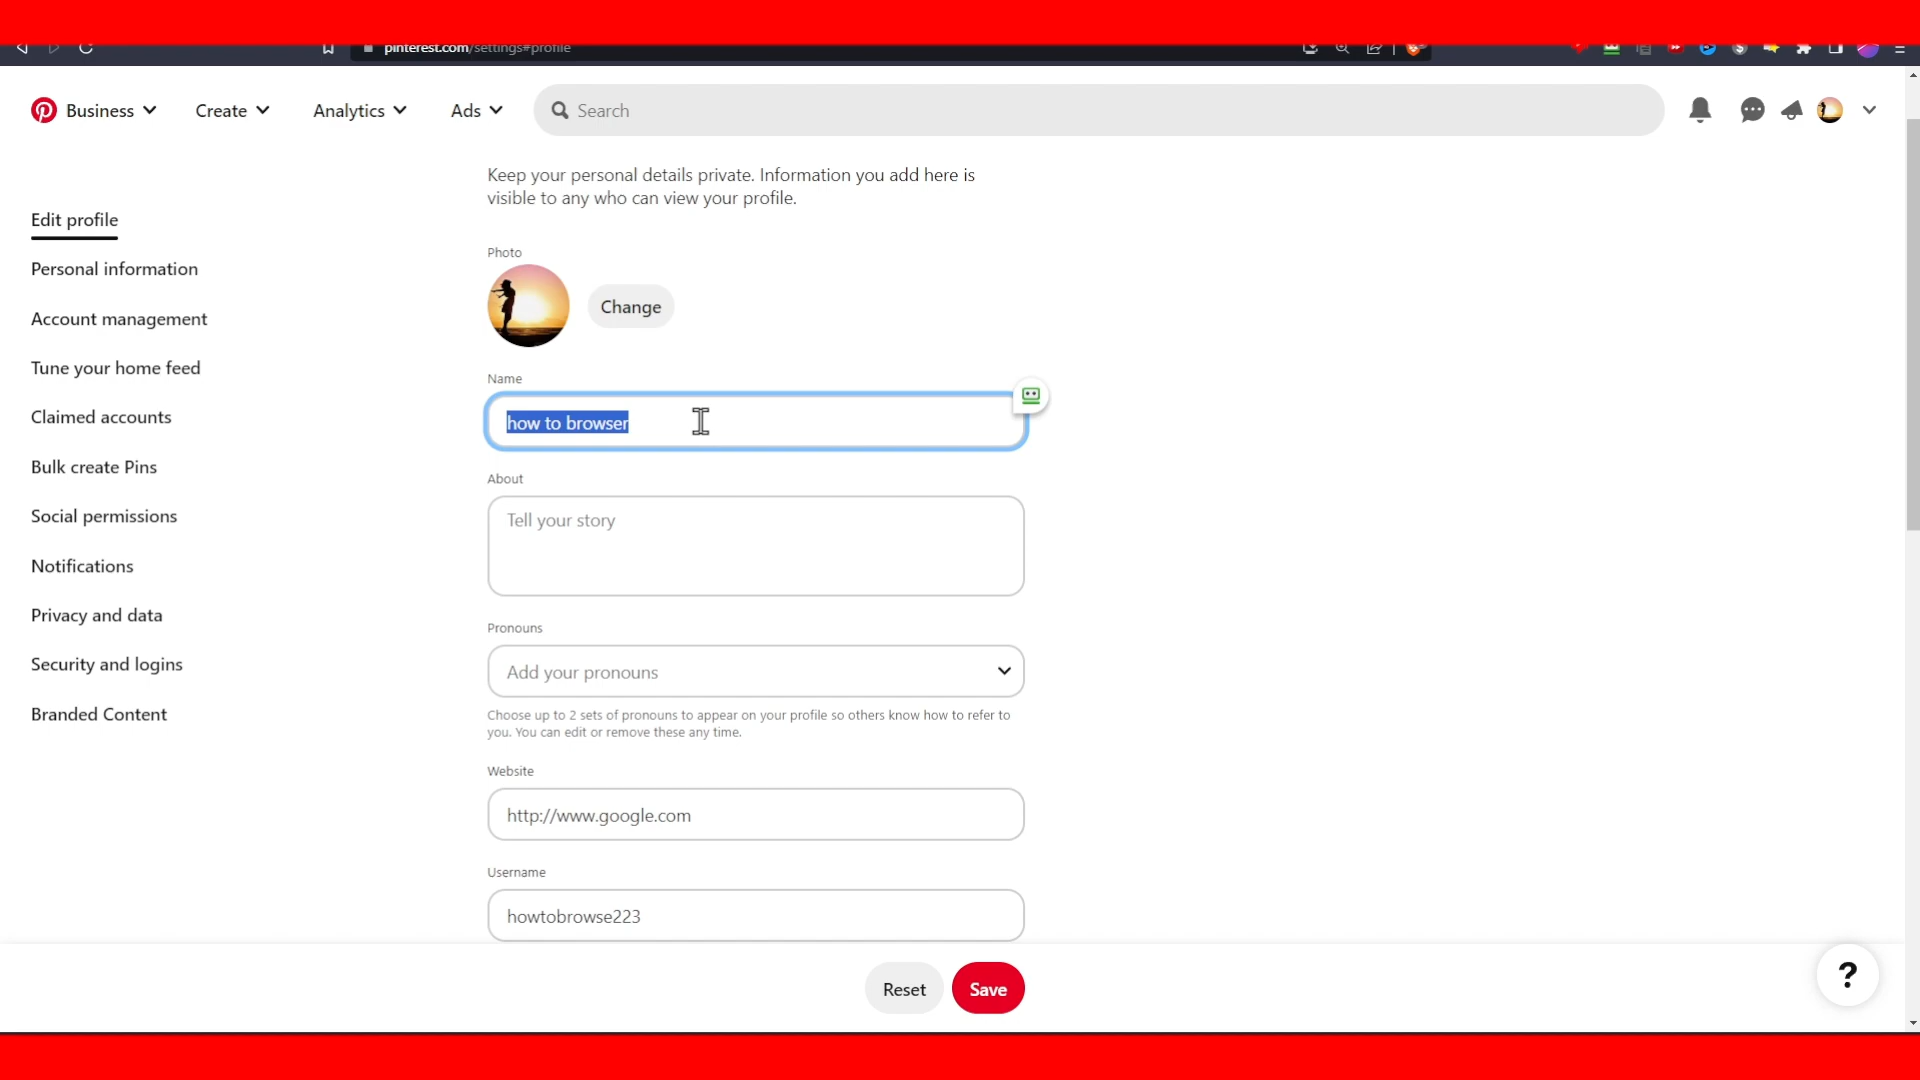 pinterest.com/settings#profile
Business
Create
Analytics
Ads
Search
Keep your personal details private. Information you add here is
visible to any who can view your profile.
Edit profile
Personal information
Account management
Tune your home feed
Claimed accounts
Bulk create Pins
Social permissions
Notifications
Privacy and data
Security and logins
Branded Content
Photo
Change
Name
how to browser
About
Tell your story
Pronouns
Add your pronouns
Choose up to 2 sets of pronouns to appear on your profile so others know how to refer to
you. You can edit or remove these any time.
Website
http://www.google.com
Username
howtobrowse223
Reset
Save
?